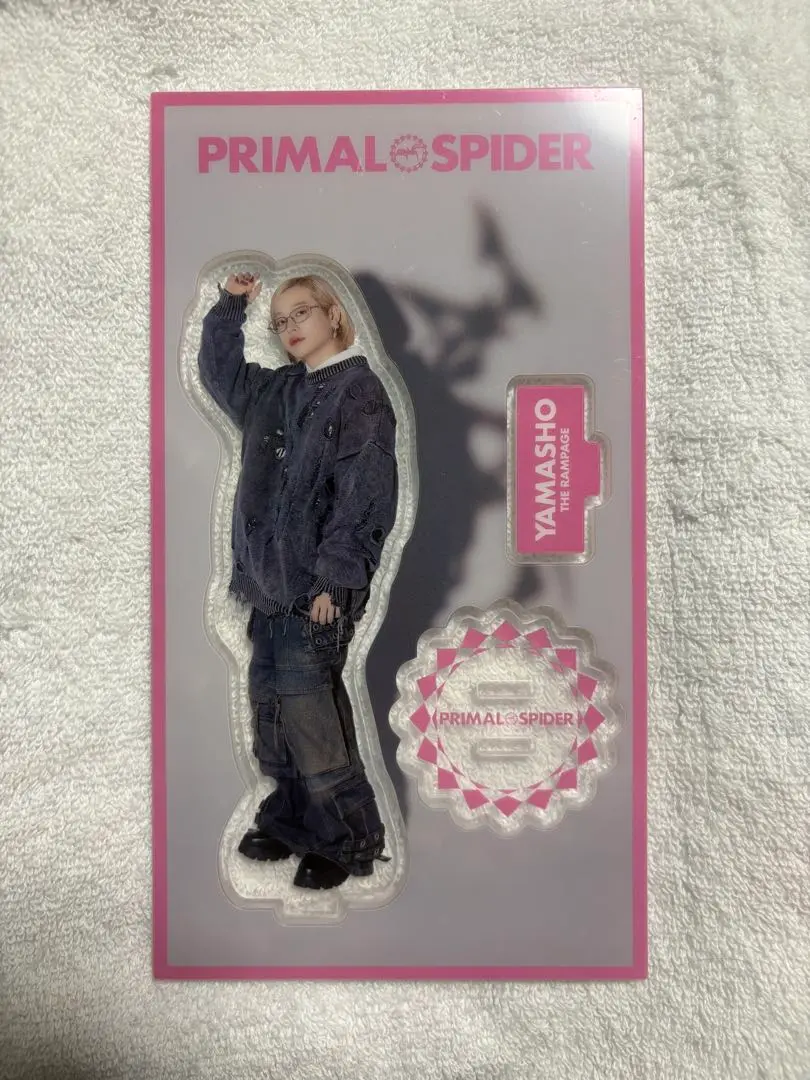 PRIMAL SPIDER
YAMASHO
THE RAMPAGE
PRIMAL SPIDER